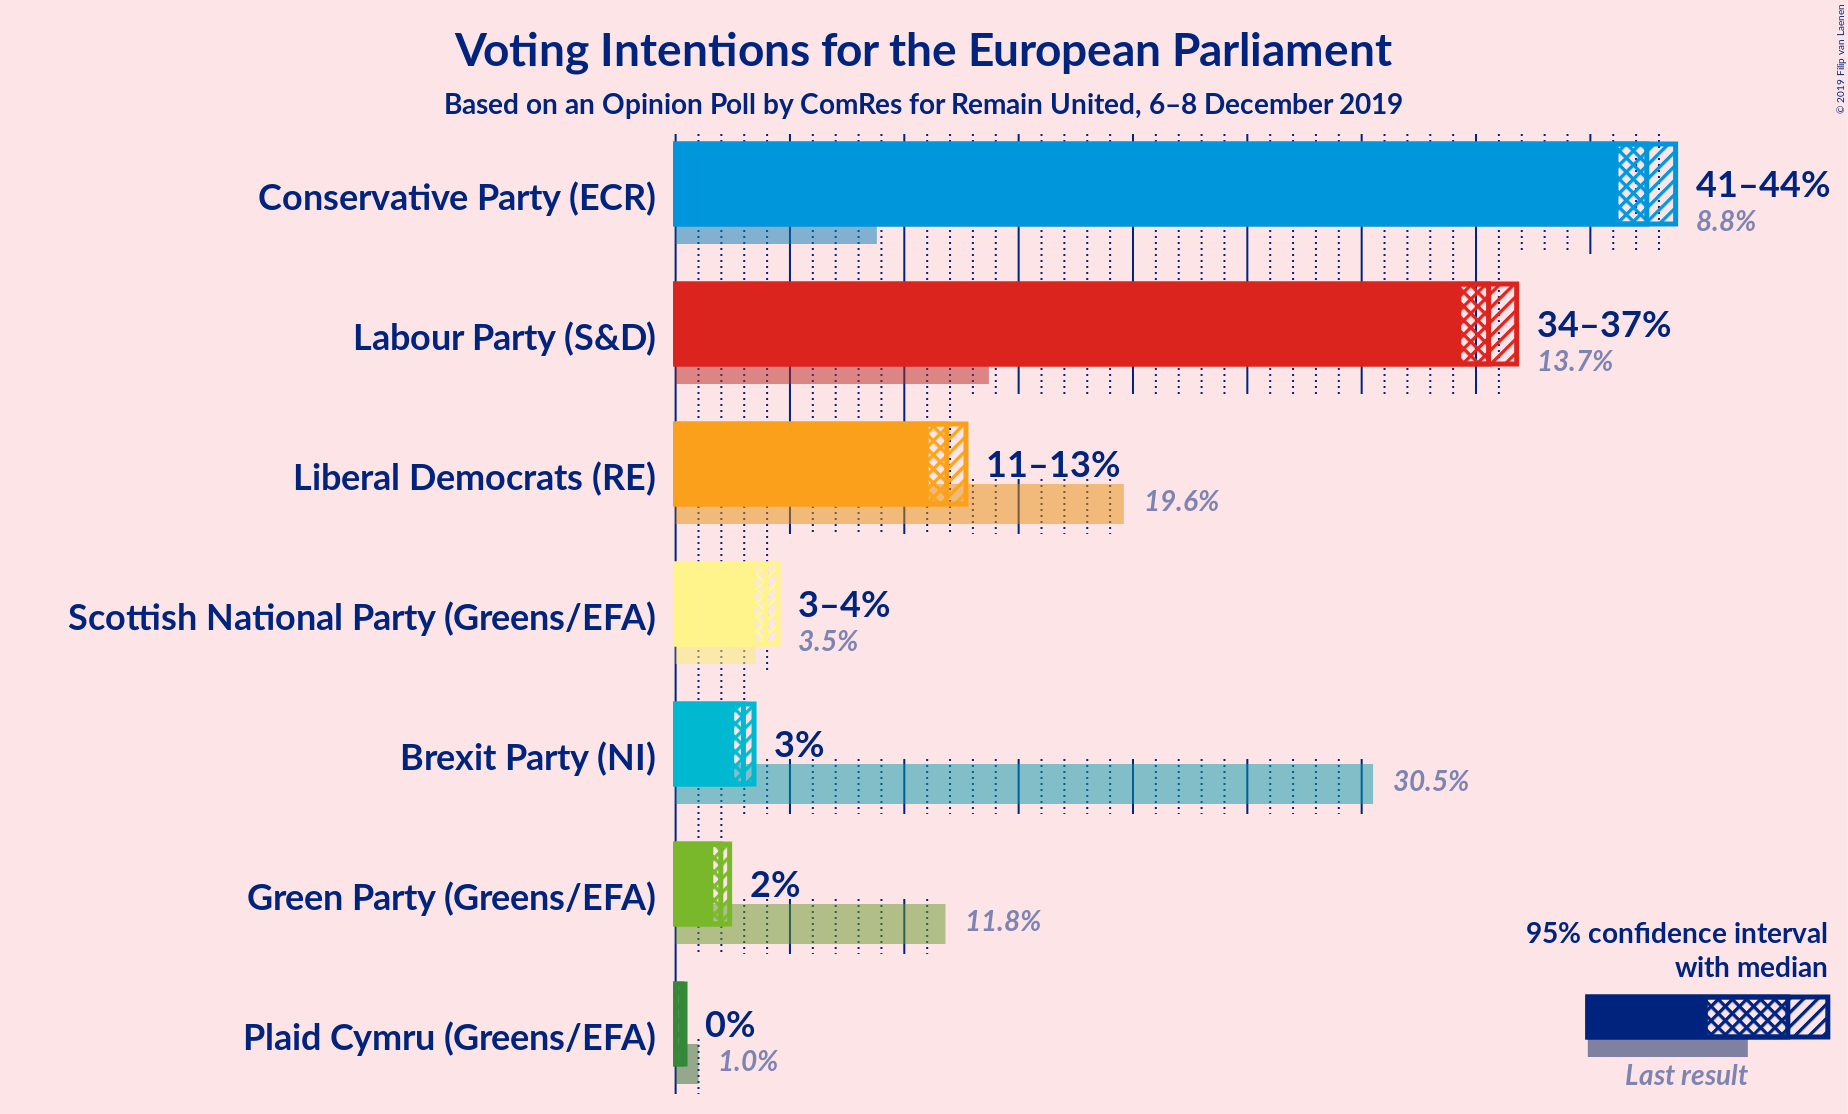 Voting Intentions for the European Parliament
Based on an Opinion Poll by ComRes for Remain United, 6–8 December 2019
© 2019 Filip van Laenen
Conservative Party (ECR)
41–44%
8.8%
Labour Party (S&D)
34–37%
13.7%
Liberal Democrats (RE)
11–13%
19.6%
Scottish National Party (Greens/EFA)
3–4%
3.5%
Brexit Party (NI)
3%
30.5%
Green Party (Greens/EFA)
2%
11.8%
Plaid Cymru (Greens/EFA)
0%
1.0%
95% confidence interval
with median
Last result